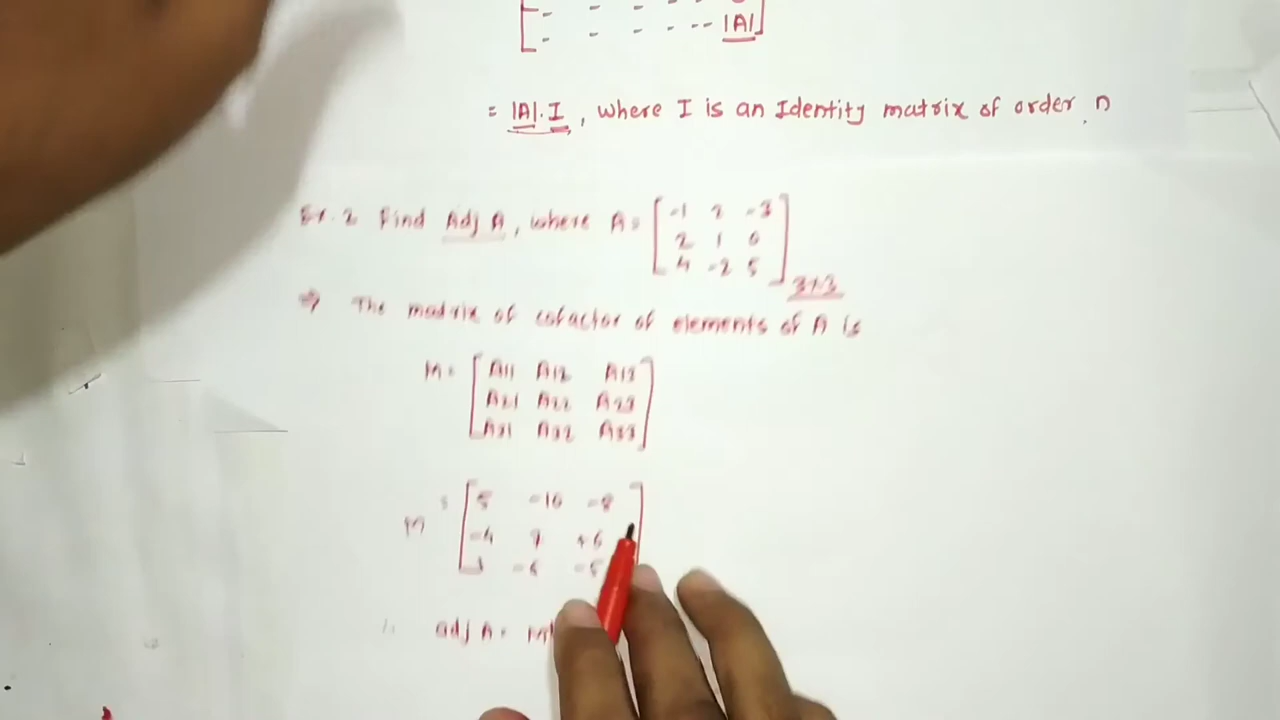 - - - - -- |A|
= |A|.I , where I is an Identity matrix of order, n
Ex. 2 Find Adj A, where A =
-1 2 -3
2 1 0
4 -2 5
3×3
⇒ The matrix of cofactor of elements of A is
M =
A11 A12 A13
A21 A22 A23
A31 A32 A33
M =
5 -10 -8
-4 7 +6
-6 -5
adj A =